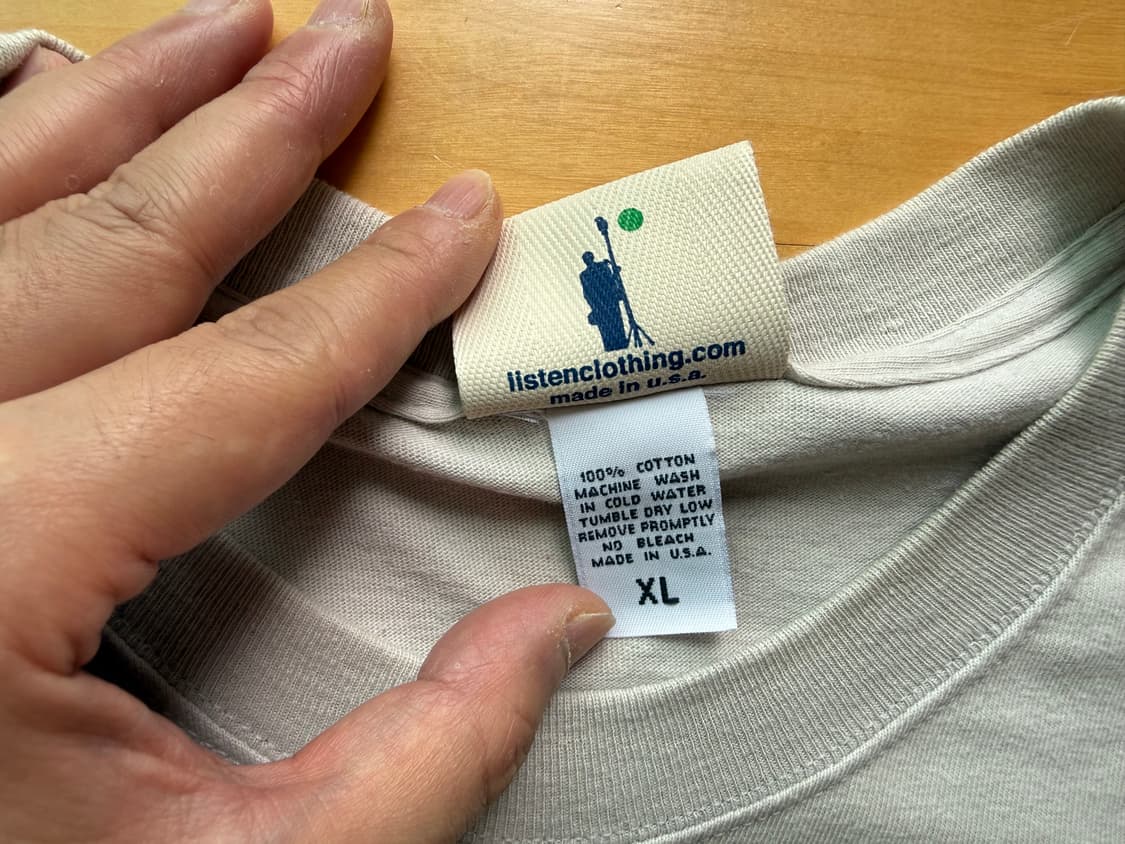 listenclothing.com
made in u.s.a.
100% COTTON
MACHINE WASH
IN COLD WATER
TUMBLE DRY LOW
REMOVE PROMPTLY
NO BLEACH
MADE IN U.S.A.
XL